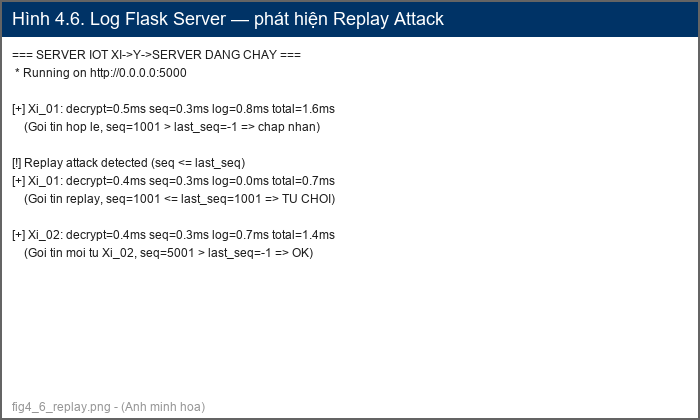 Hình 4.6. Log Flask Server — phát hiện Replay Attack
=== SERVER IOT XI->Y->SERVER DANG CHAY ===
* Running on http://0.0.0.0:5000
[+] Xi_01: decrypt=0.5ms seq=0.3ms log=0.8ms total=1.6ms
(Goi tin hop le, seq=1001 > last_seq=-1 => chap nhan)
[!] Replay attack detected (seq <= last_seq)
[+] Xi_01: decrypt=0.4ms seq=0.3ms log=0.0ms total=0.7ms
(Goi tin replay, seq=1001 <= last_seq=1001 => TU CHOI)
[+] Xi_02: decrypt=0.4ms seq=0.3ms log=0.7ms total=1.4ms
(Goi tin moi tu Xi_02, seq=5001 > last_seq=-1 => OK)
fig4_6_replay.png - (Anh minh hoa)